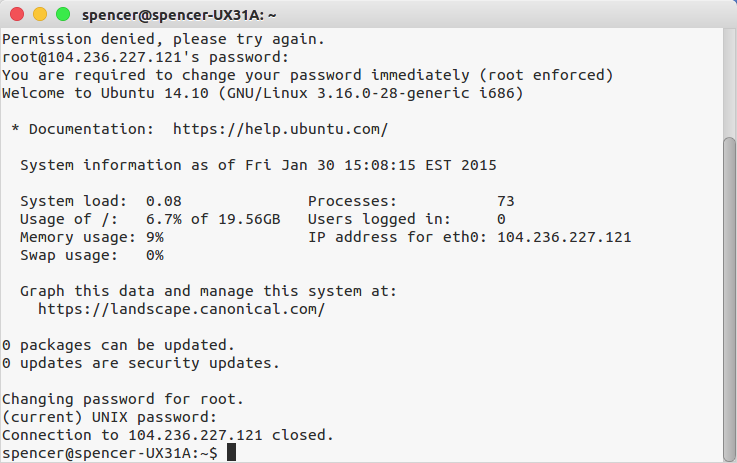 spencer@spencer-UX31A: ~
Permission denied, please try again.
root@104.236.227.121's password:
You are required to change your password immediately (root enforced)
Welcome to Ubuntu 14.10 (GNU/Linux 3.16.0-28-generic i686)
* Documentation:  https://help.ubuntu.com/
System information as of Fri Jan 30 15:08:15 EST 2015
System load:  0.08                Processes:           73
Usage of /:   6.7% of 19.56GB   Users logged in:     0
Memory usage: 9%                IP address for eth0: 104.236.227.121
Swap usage:   0%
Graph this data and manage this system at:
https://landscape.canonical.com/
0 packages can be updated.
0 updates are security updates.
Changing password for root.
(current) UNIX password:
Connection to 104.236.227.121 closed.
spencer@spencer-UX31A:~$